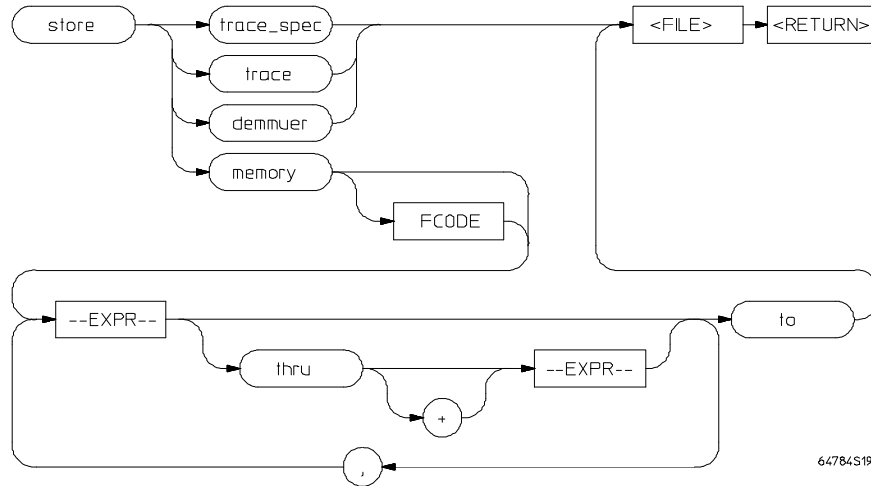 store
trace_spec
<FILE>
<RETURN>
trace
demmuer
memory
FCODE
--EXPR--
to
thru
--EXPR--
+
,
64784S19